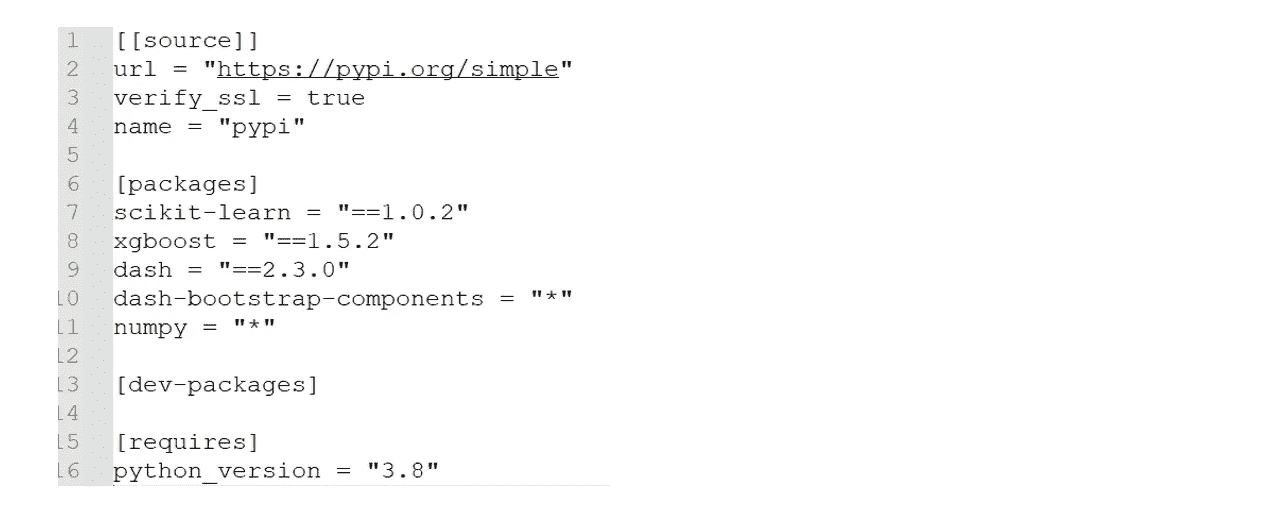 1 [[source]]
2 url = "https://pypi.org/simple"
3 verify_ssl = true
4 name = "pypi"
5
6 [packages]
7 scikit-learn = "==1.0.2"
8 xgboost = "==1.5.2"
9 dash = "==2.3.0"
10 dash-bootstrap-components = "*"
11 numpy = "*"
12
13 [dev-packages]
14
15 [requires]
16 python_version = "3.8"